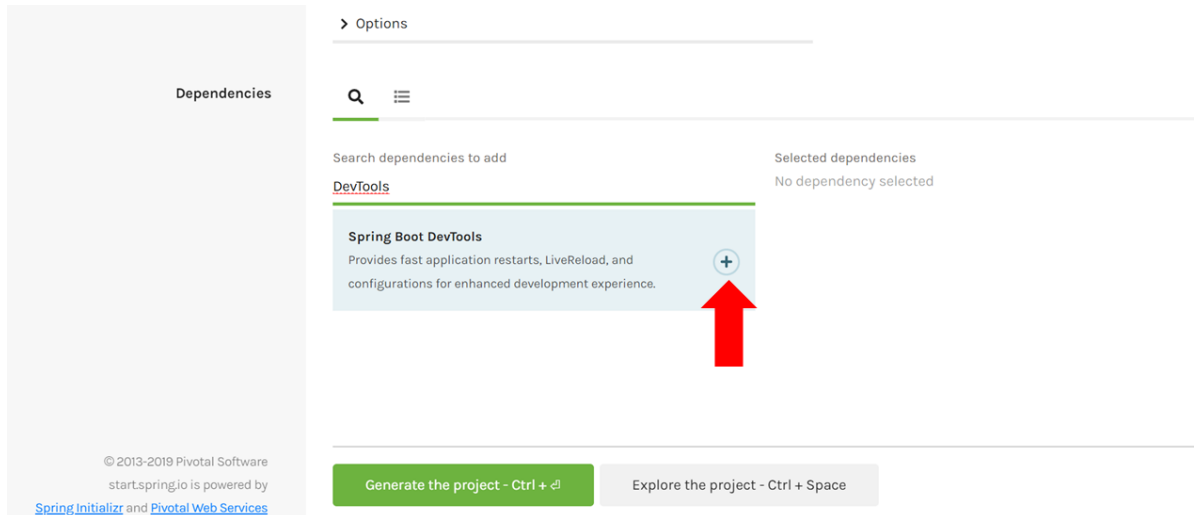 Options
Dependencies
Search dependencies to add
Selected dependencies
DevTools
No dependency selected
Spring Boot DevTools
Provides fast application restarts, LiveReload, and
configurations for enhanced development experience.
© 2013-2019 Pivotal Software
start.spring.io is powered by
Spring Initializr and Pivotal Web Services
Generate the project - Ctrl + ⏎
Explore the project - Ctrl + Space